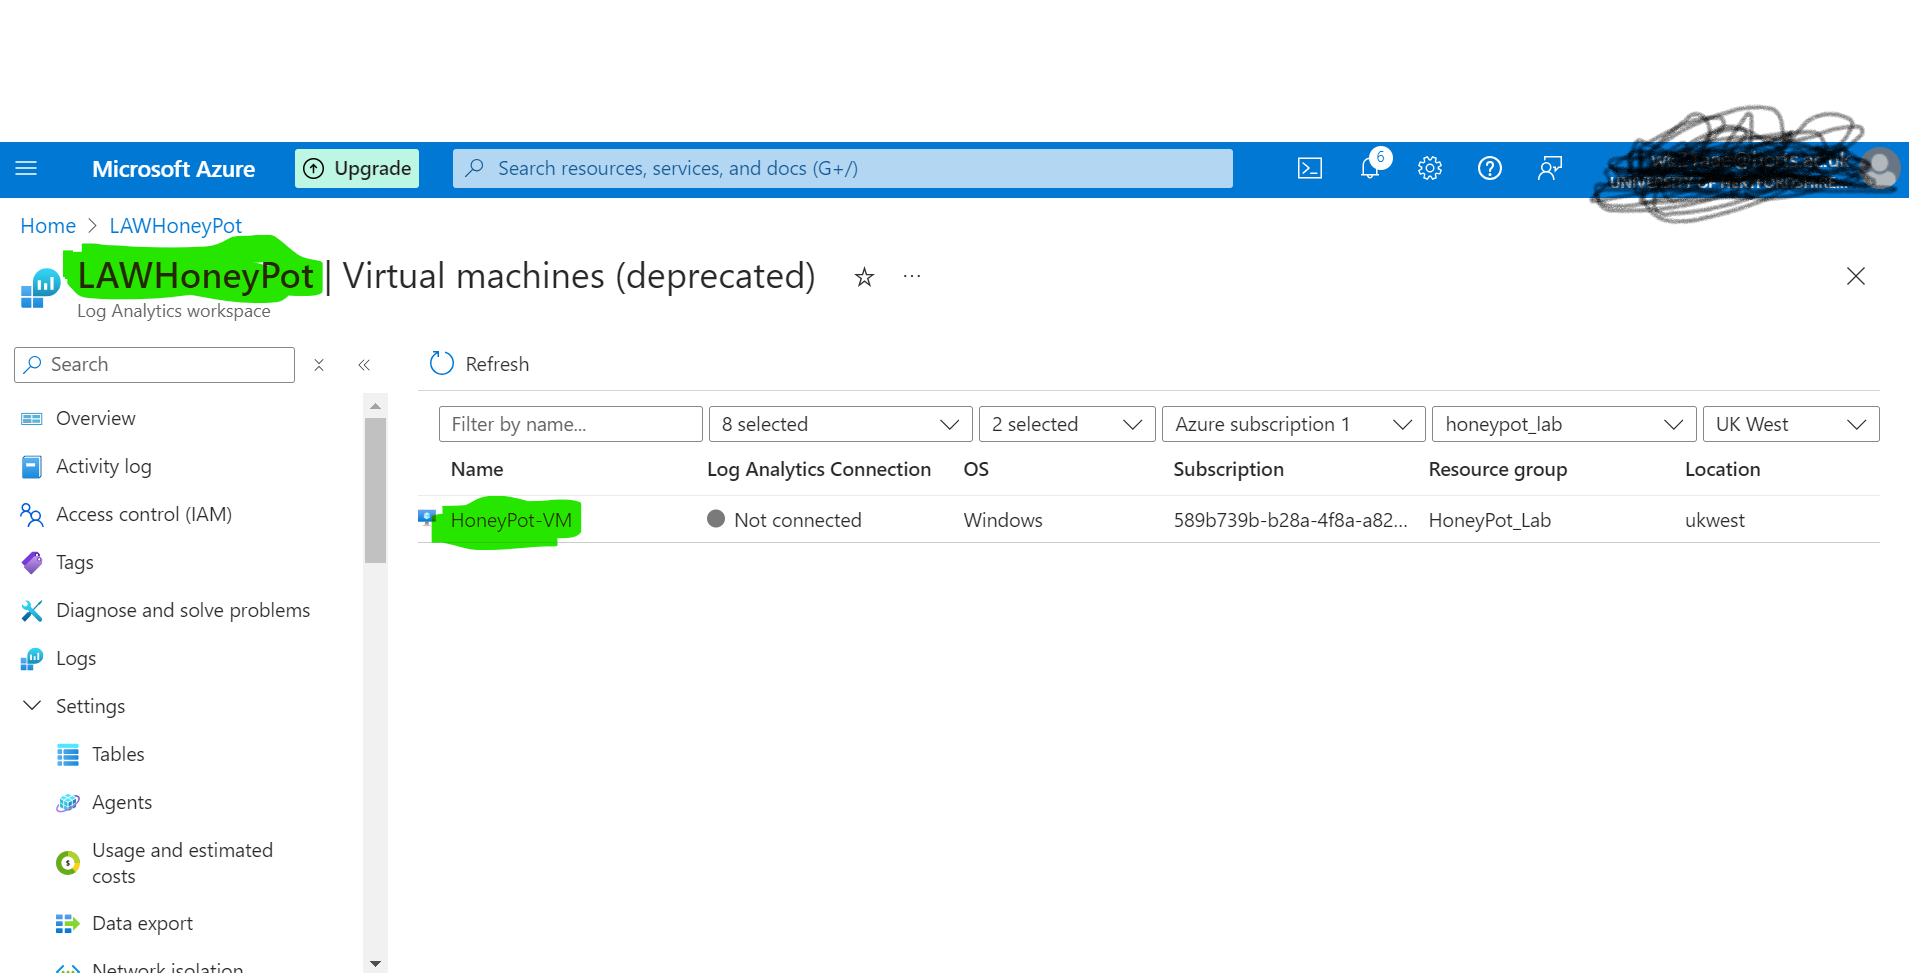 Microsoft Azure
Upgrade
Search resources, services, and docs (G+/)
6
Home > LAWHoneyPot
LAWHoneyPot | Virtual machines (deprecated)
Log Analytics workspace
Search
Refresh
Overview
Activity log
Access control (IAM)
Tags
Diagnose and solve problems
Logs
Settings
Tables
Agents
Usage and estimated
costs
Data export
Network isolation
Filter by name...
8 selected
2 selected
Azure subscription 1
honeypot_lab
UK West
Name Log Analytics Connection OS Subscription Resource group Location
HoneyPot-VM Not connected Windows 589b739b-b28a-4f8a-a82... HoneyPot_Lab ukwest